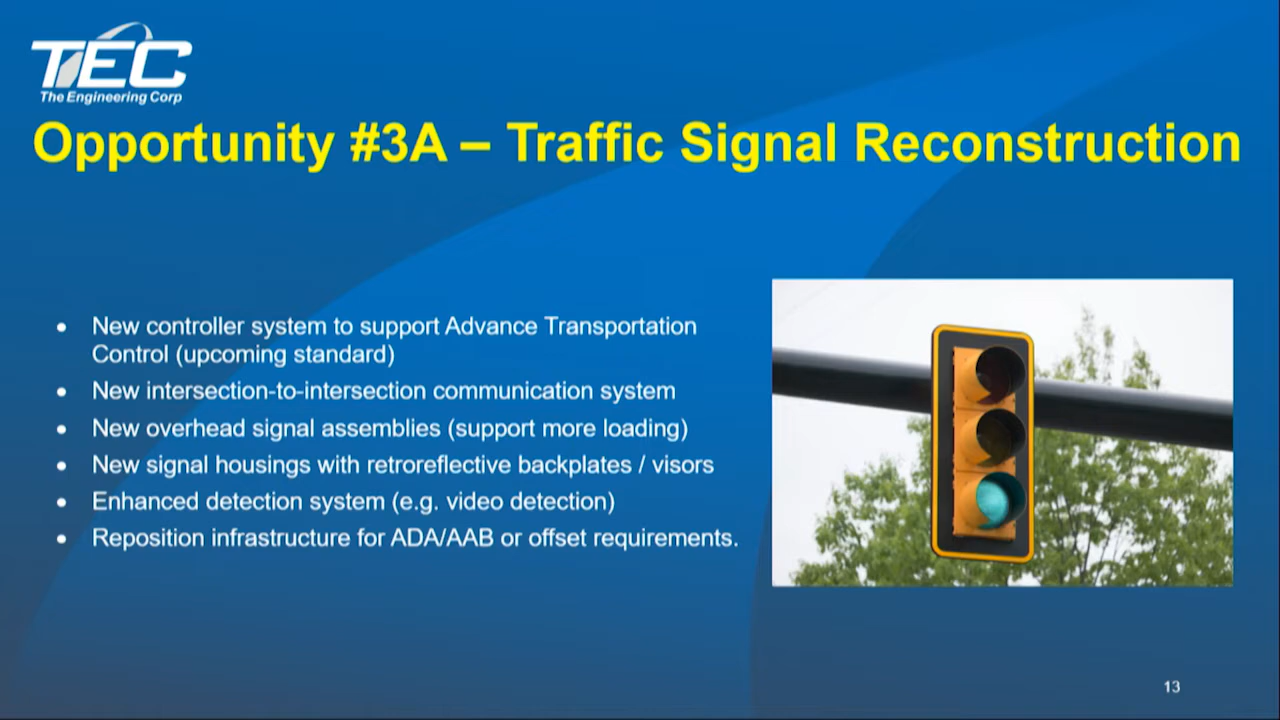 TEC
The Engineering Corp
Opportunity #3A – Traffic Signal Reconstruction
• New controller system to support Advance Transportation
Control (upcoming standard)
• New intersection-to-intersection communication system
• New overhead signal assemblies (support more loading)
• New signal housings with retroreflective backplates / visors
• Enhanced detection system (e.g. video detection)
• Reposition infrastructure for ADA/AAB or offset requirements.
13